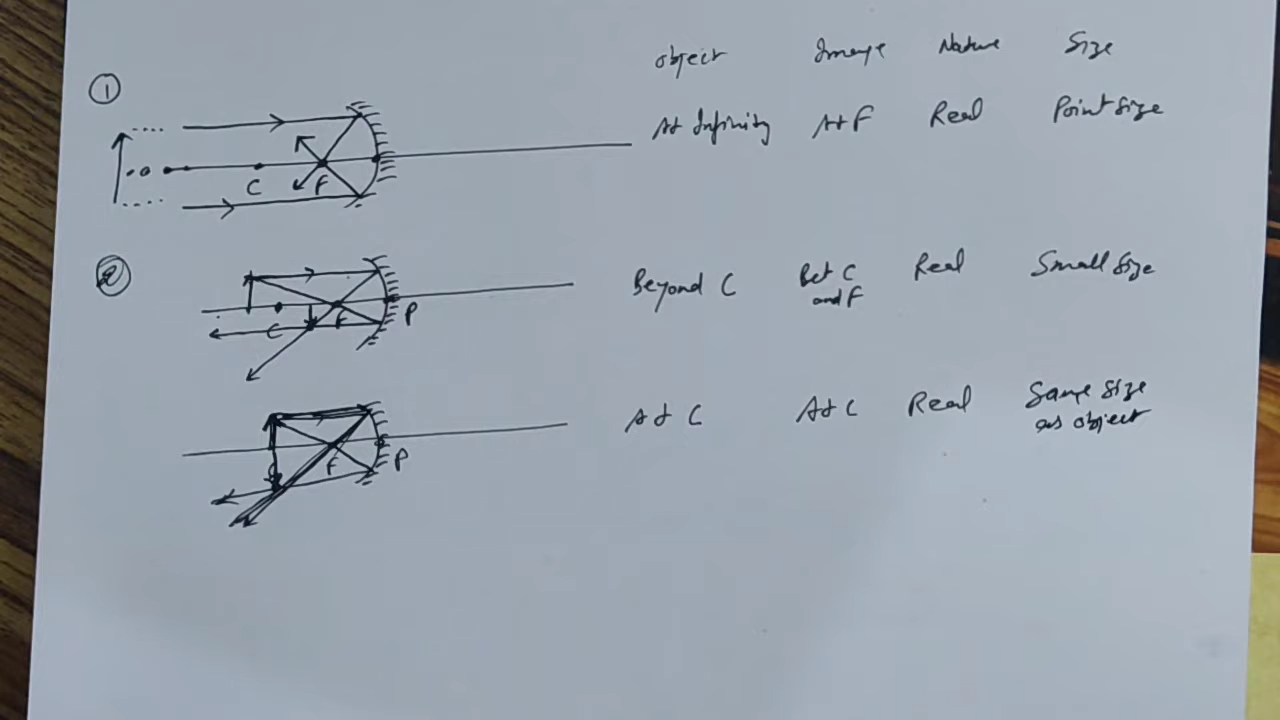 object Image Nature Size
1
At Infinity At F Real Point Size
C F
2
Beyond C Bet C Real Small Size
and F
C F P
At C At C Real Same Size
as object
C F P